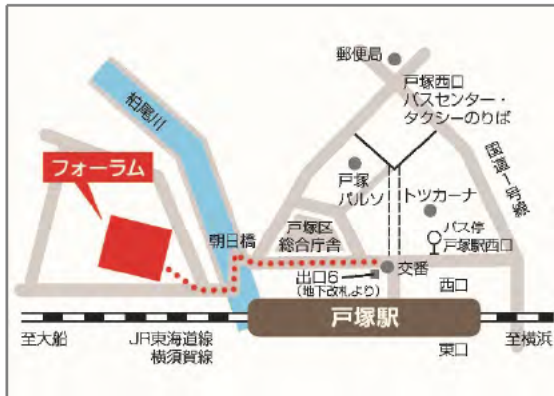 郵便局
戸塚西口
バスセンター・
タクシーのりば
柏尾川
国道1号線
フォーラム
戸塚
パルソ
トツカーナ
バス停
戸塚駅西口
戸塚区
総合庁舎
朝日橋
交番
出口6
(地下改札より)
西口
戸塚駅
至大船
JR東海道線
横須賀線
東口
至横浜